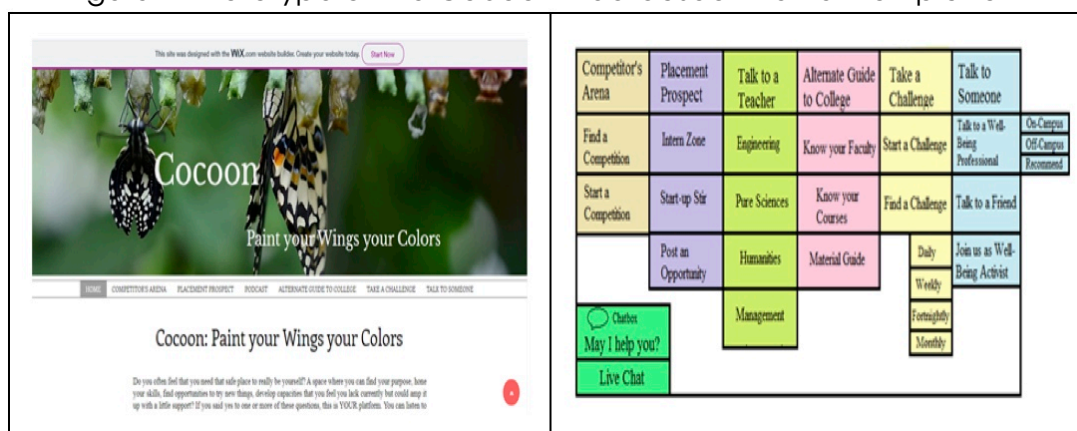 This site was designed with the WiX.com website builder. Create your website today. Start Now
Cocoon
Paint your Wings your Colors
HOME COMPETITOR'S ARENA PLACEMENT PROSPECT PODCAST ALTERNATE GUIDE TO COLLEGE TAKE A CHALLENGE TALK TO SOMEONE
Cocoon: Paint your Wings your Colors
Do you often feel that you need that safe place to really be yourself? A space where you can find your purpose, hone
your skills, find opportunities to try new things, develop capacities that you feel you lack currently but could amp it
up with a little support? If you said yes to one or more of these questions, this is YOUR platform. You can listen to
Competitor's
Arena
Find a
Competition
Start a
Competition
Placement
Prospect
Intern Zone
Start-up Stir
Post an
Opportunity
Talk to a
Teacher
Engineering
Pure Sciences
Humanities
Management
Alternate Guide
to College
Know your Faculty
Know your
Courses
Material Guide
Take a
Challenge
Start a Challenge
Find a Challenge
Daily
Weekly
Fortnightly
Monthly
Talk to
Someone
Talk to a Well-
Being
Professional
On-Campus
Off-Campus
Recommend
Talk to a Friend
Join us as Well-
Being Activist
Chatbox
May I help you?
Live Chat